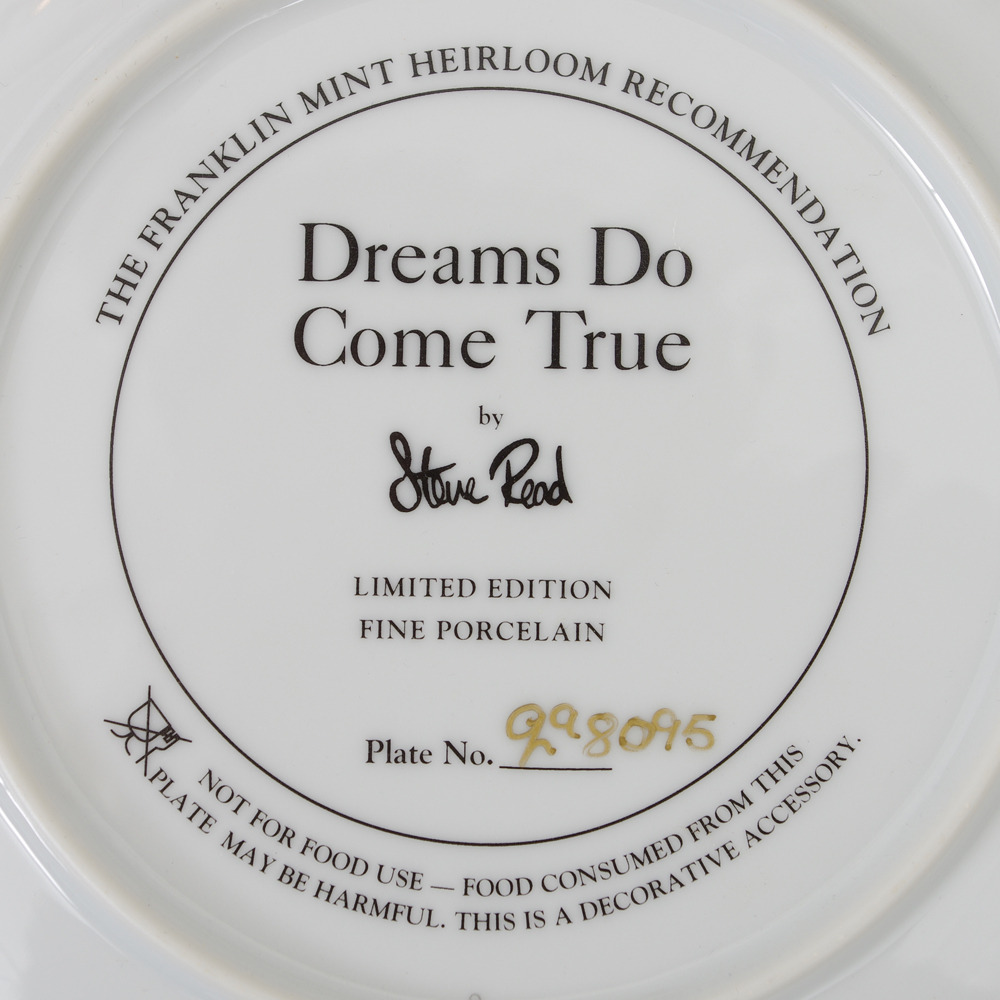 THE FRANKLIN MINT HEIRLOOM RECOMMENDATION
Dreams Do
Come True
by
Steve Read
LIMITED EDITION
FINE PORCELAIN
Plate No. 9a8095
NOT FOR FOOD USE — FOOD CONSUMED FROM THIS
PLATE MAY BE HARMFUL. THIS IS A DECORATIVE ACCESSORY.